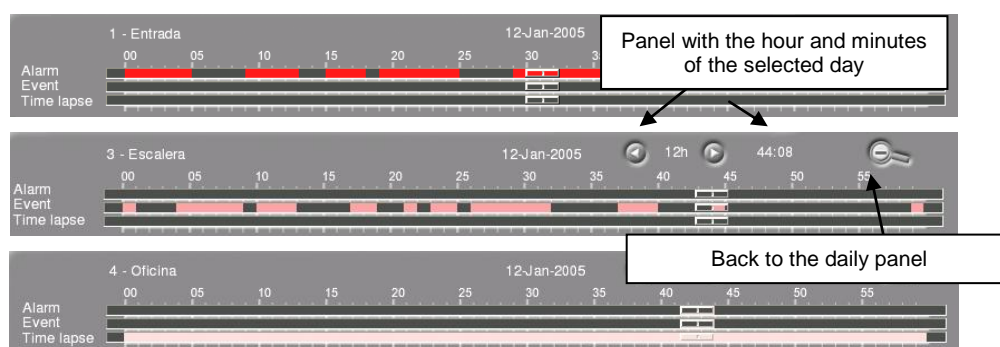 1 - Entrada 12-Jan-2005
00 05 10 15 20 25 30
Panel with the hour and minutes
of the selected day
Alarm
Event
Time lapse
3 - Escalera 12-Jan-2005 12h 44:08
00 05 10 15 20 25 30 35 40 45 50 55
Alarm
Event
Time lapse
Back to the daily panel
4 - Oficina 12-Jan-2005
00 05 10 15 20 25 30 35 40 45 50 55
Alarm
Event
Time lapse